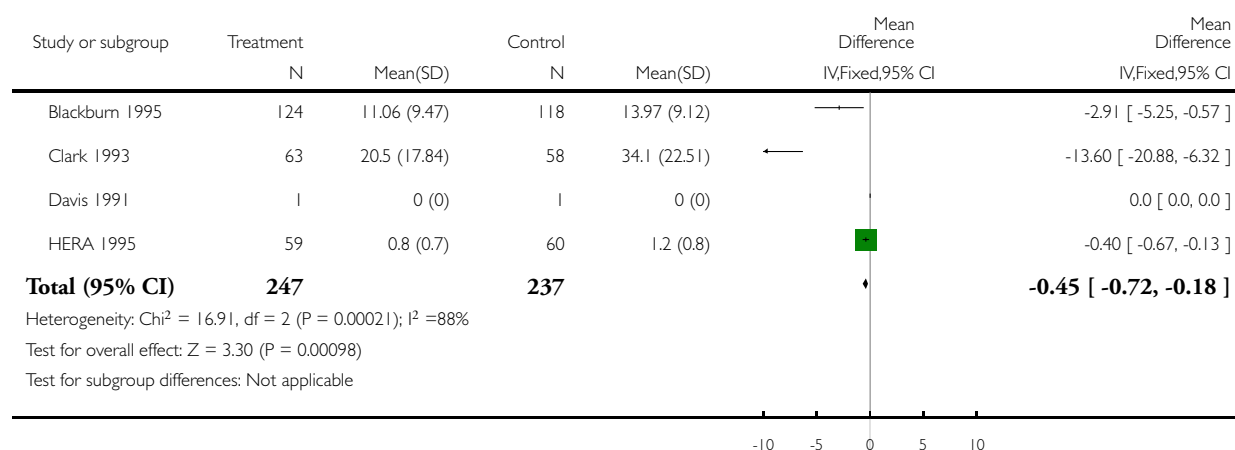 Study or subgroup Treatment Control Mean Difference Mean Difference
N Mean(SD) N Mean(SD) IV,Fixed,95% CI IV,Fixed,95% CI
Blackburn 1995 124 11.06 (9.47) 118 13.97 (9.12) -2.91 [ -5.25, -0.57 ]
Clark 1993 63 20.5 (17.84) 58 34.1 (22.51) -13.60 [ -20.88, -6.32 ]
Davis 1991 1 0 (0) 1 0 (0) 0.0 [ 0.0, 0.0 ]
HERA 1995 59 0.8 (0.7) 60 1.2 (0.8) -0.40 [ -0.67, -0.13 ]
Total (95% CI) 247 237 -0.45 [ -0.72, -0.18 ]
Heterogeneity: Chi² = 16.91, df = 2 (P = 0.00021); I² =88%
Test for overall effect: Z = 3.30 (P = 0.00098)
Test for subgroup differences: Not applicable
-10 -5 0 5 10